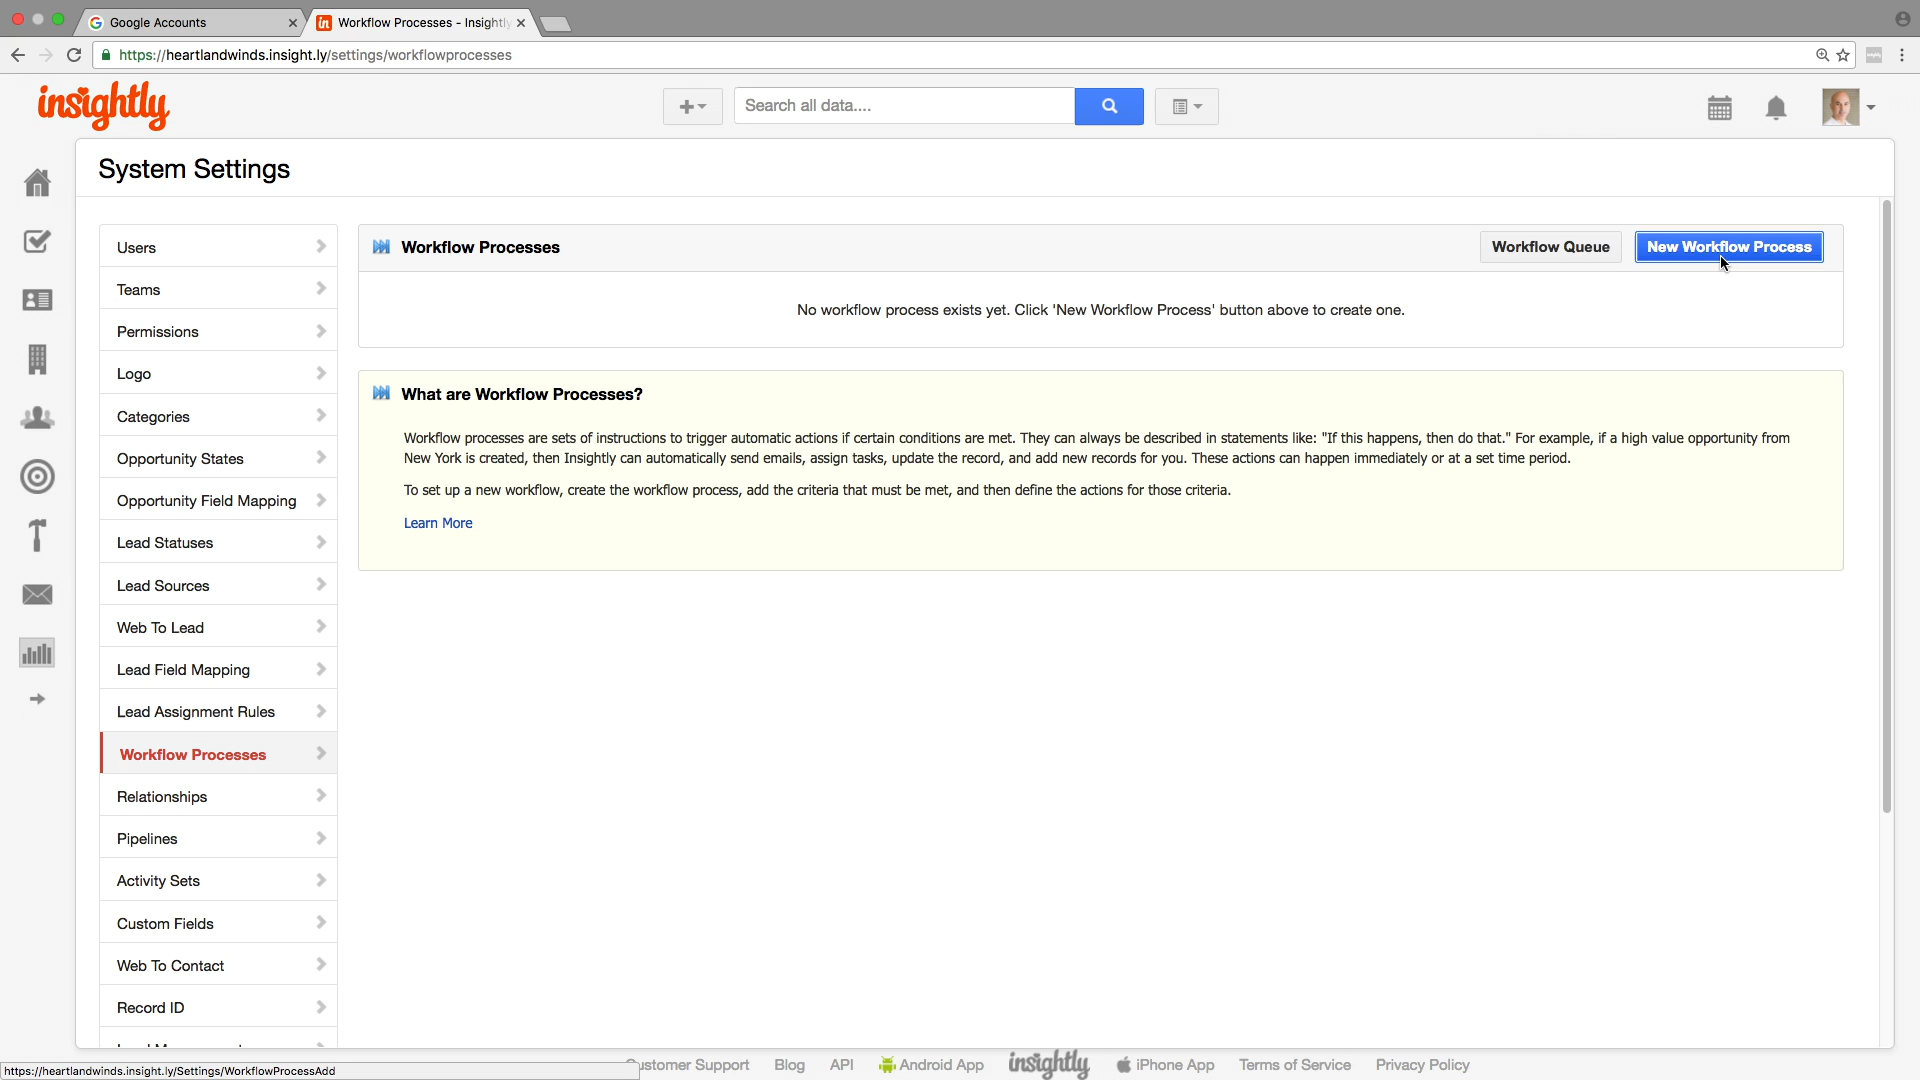 Google Accounts
Workflow Processes - Insightly
https://heartlandwinds.insight.ly/settings/workflowprocesses
insightly
Search all data....
System Settings
Users
Teams
Permissions
Logo
Categories
Opportunity States
Opportunity Field Mapping
Lead Statuses
Lead Sources
Web To Lead
Lead Field Mapping
Lead Assignment Rules
Workflow Processes
Relationships
Pipelines
Activity Sets
Custom Fields
Web To Contact
Record ID
Workflow Processes
Workflow Queue
New Workflow Process
No workflow process exists yet. Click 'New Workflow Process' button above to create one.
What are Workflow Processes?
Workflow processes are sets of instructions to trigger automatic actions if certain conditions are met. They can always be described in statements like: "If this happens, then do that." For example, if a high value opportunity from
New York is created, then Insightly can automatically send emails, assign tasks, update the record, and add new records for you. These actions can happen immediately or at a set time period.
To set up a new workflow, create the workflow process, add the criteria that must be met, and then define the actions for those criteria.
Learn More
ustomer Support Blog API Android App insightly iPhone App Terms of Service Privacy Policy
https://heartlandwinds.insight.ly/Settings/WorkflowProcessAdd